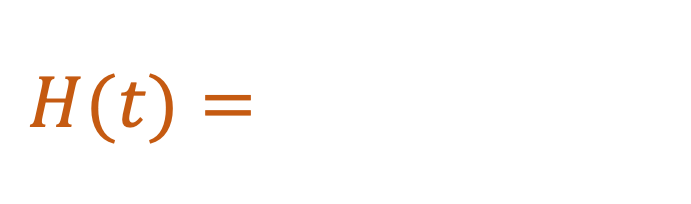 H(t) =